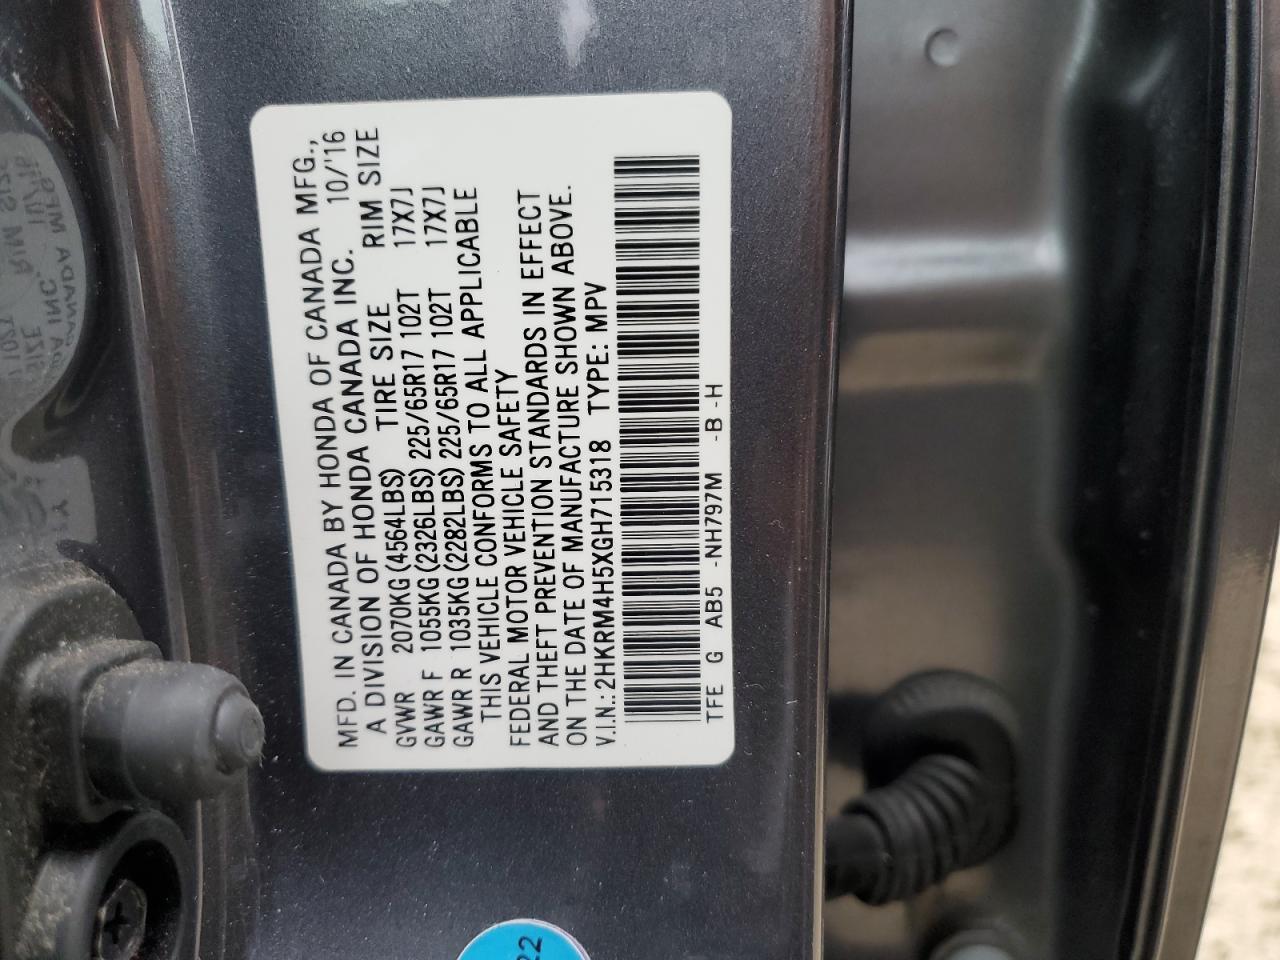 MFD. IN CANADA BY HONDA OF CANADA MFG.,
A DIVISION OF HONDA CANADA INC. 10/'16
GVWR 2070KG (4564LBS) TIRE SIZE RIM SIZE
GAWR F 1055KG (2326LBS) 225/65R17 102T 17X7J
GAWR R 1035KG (2282LBS) 225/65R17 102T 17X7J
THIS VEHICLE CONFORMS TO ALL APPLICABLE
FEDERAL MOTOR VEHICLE SAFETY
AND THEFT PREVENTION STANDARDS IN EFFECT
ON THE DATE OF MANUFACTURE SHOWN ABOVE.
V.I.N.: 2HKRM4H5XGH715318 TYPE: MPV
TFE G AB5 -NH797M -B -H
22